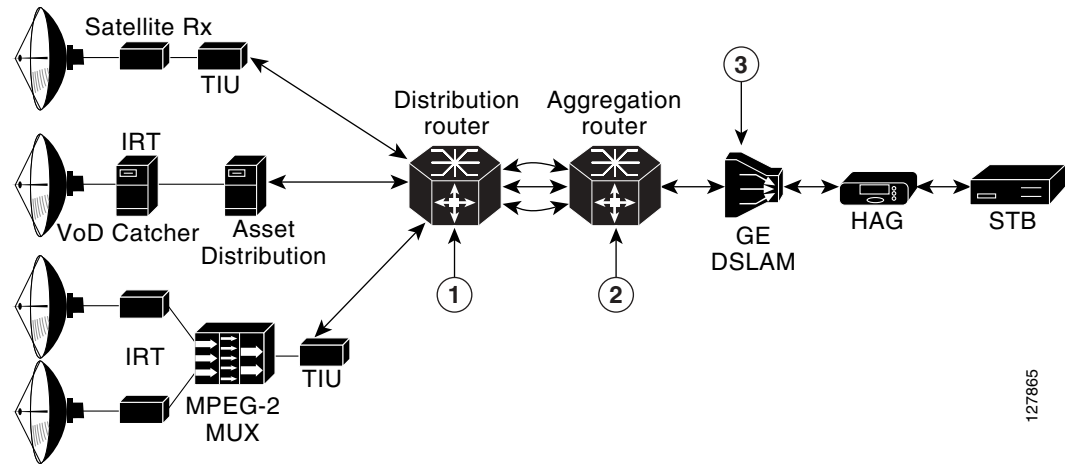 Satellite Rx
TIU
3
Distribution
router
Aggregation
router
IRT
VoD Catcher
Asset
Distribution
HAG
STB
GE
DSLAM
1
2
IRT
TIU
MPEG-2
MUX
127865